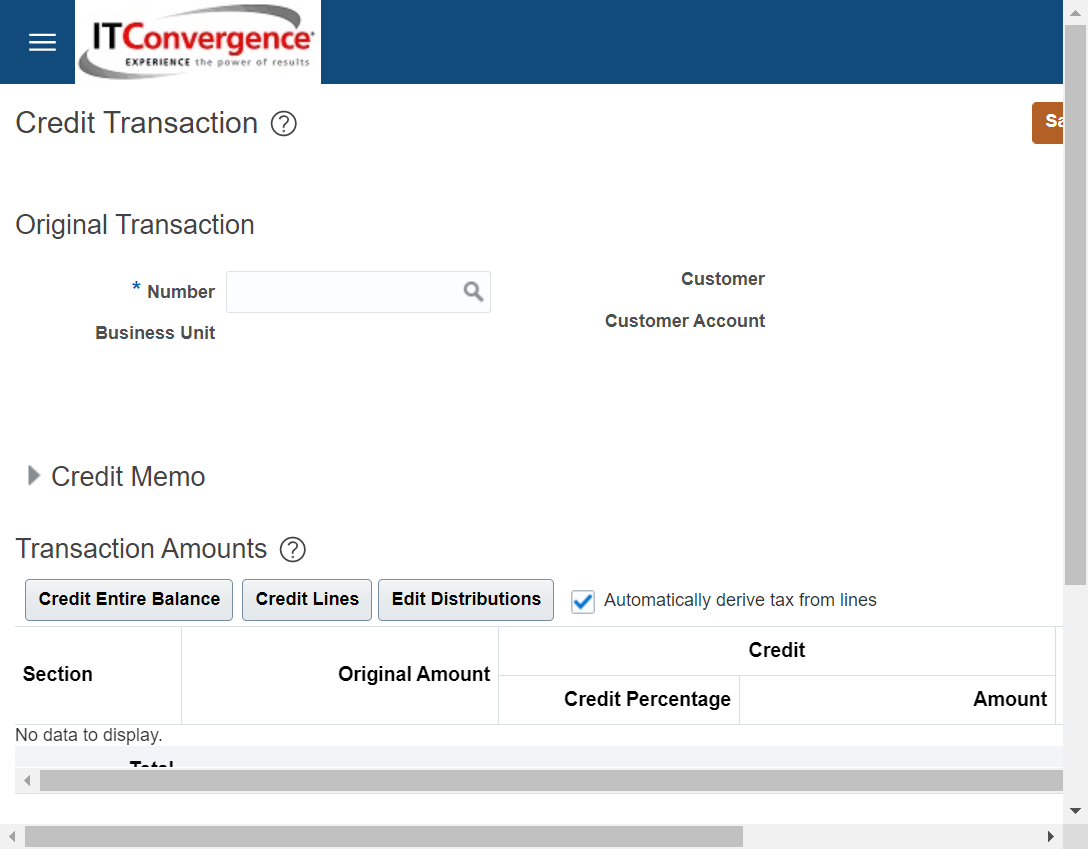 ITConvergence
EXPERIENCE the power of results
Credit Transaction ?
Sa
Original Transaction
* Number
Customer
Business Unit
Customer Account
Credit Memo
Transaction Amounts ?
Credit Entire Balance Credit Lines Edit Distributions Automatically derive tax from lines
Credit
Section Original Amount
Credit Percentage Amount
No data to display.
Total